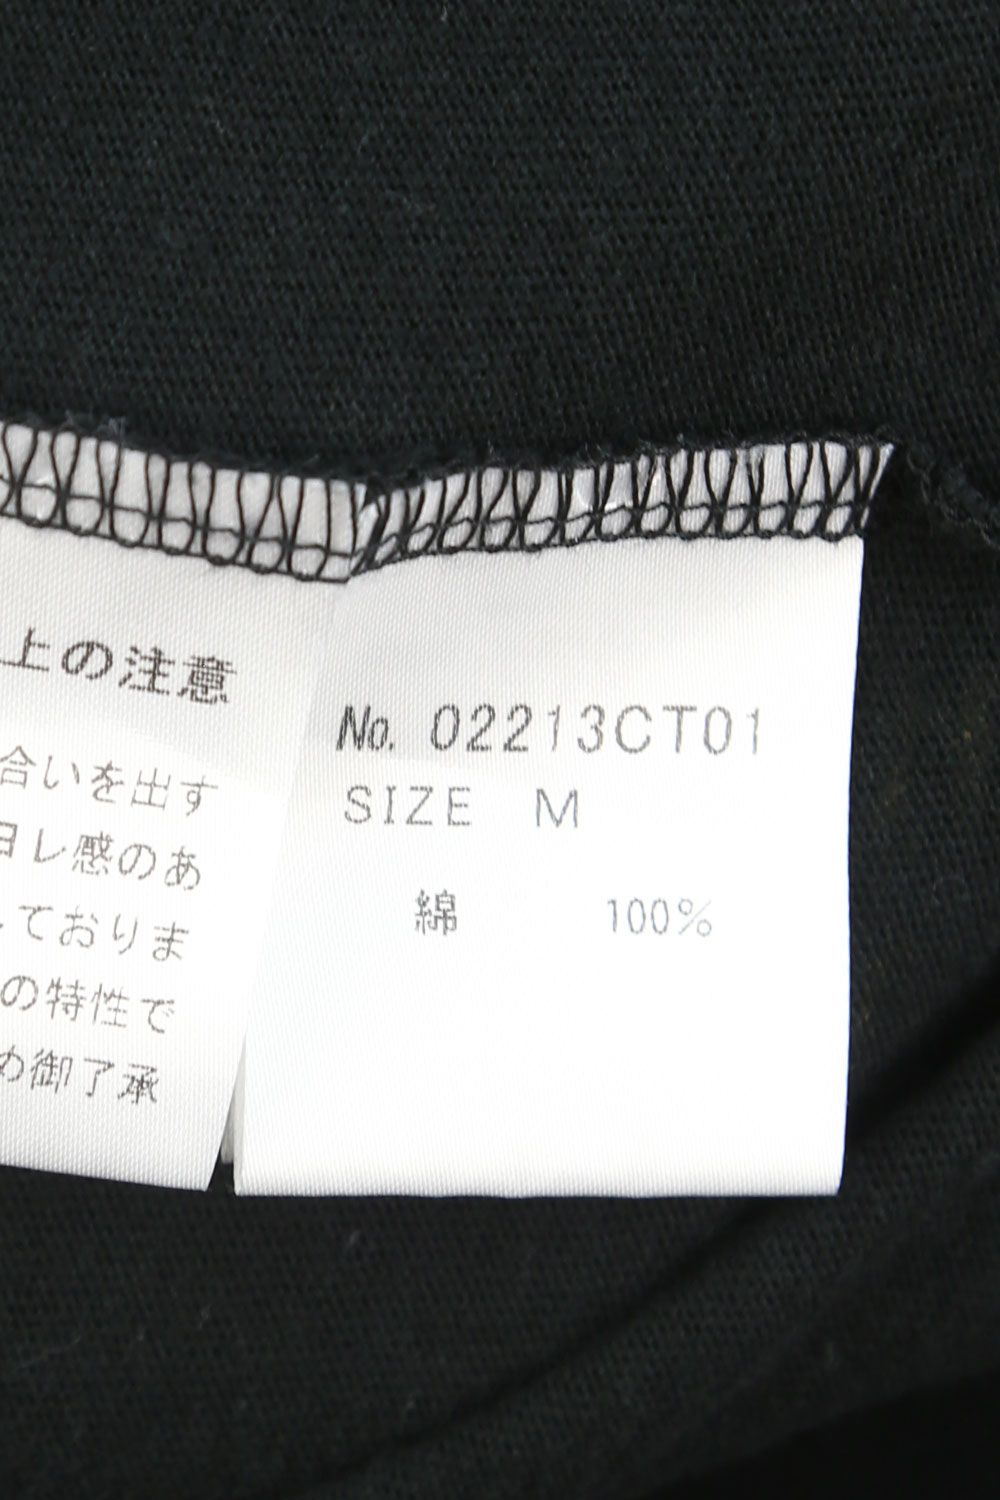 上の注意
合いを出す
ヨレ感のあ
しております
の特性で
め御了承
No. 02213CT01
SIZE M
綿 100%